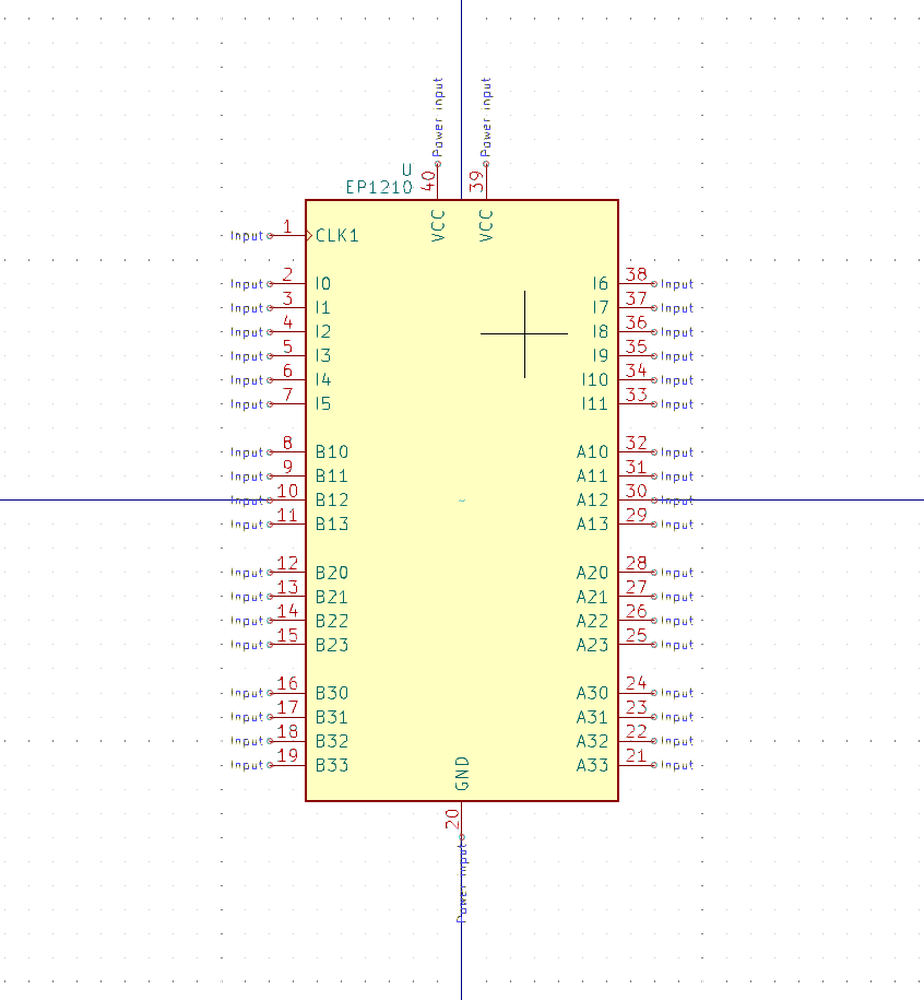 Power input Power input
U
EP1210
40 39
VCC VCC
Input 1 CLK1
Input 2 I0 I6 38 Input
Input 3 I1 I7 37 Input
Input 4 I2 I8 36 Input
Input 5 I3 I9 35 Input
Input 6 I4 I10 34 Input
Input 7 I5 I11 33 Input
Input 8 B10 A10 32 Input
Input 9 B11 A11 31 Input
Input 10 B12 A12 30 Input
Input 11 B13 A13 29 Input
Input 12 B20 A20 28 Input
Input 13 B21 A21 27 Input
Input 14 B22 A22 26 Input
Input 15 B23 A23 25 Input
Input 16 B30 A30 24 Input
Input 17 B31 A31 23 Input
Input 18 B32 A32 22 Input
Input 19 B33 A33 21 Input
GND
20
Power input